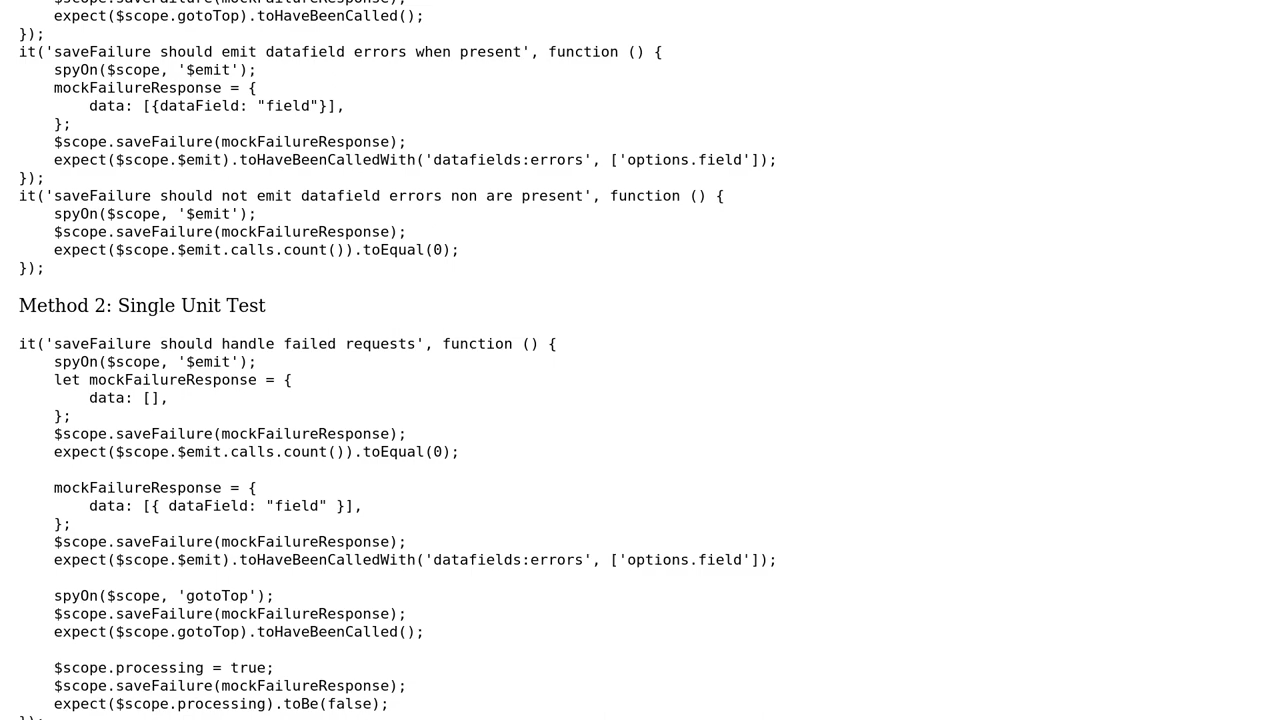 $scope.saveFailure(mockFailureResponse);
    expect($scope.gotoTop).toHaveBeenCalled();
});
it('saveFailure should emit datafield errors when present', function () {
    spyOn($scope, '$emit');
    mockFailureResponse = {
        data: [{dataField: "field"}],
    };
    $scope.saveFailure(mockFailureResponse);
    expect($scope.$emit).toHaveBeenCalledWith('datafields:errors', ['options.field']);
});
it('saveFailure should not emit datafield errors non are present', function () {
    spyOn($scope, '$emit');
    $scope.saveFailure(mockFailureResponse);
    expect($scope.$emit.calls.count()).toEqual(0);
});
Method 2: Single Unit Test
it('saveFailure should handle failed requests', function () {
    spyOn($scope, '$emit');
    let mockFailureResponse = {
        data: [],
    };
    $scope.saveFailure(mockFailureResponse);
    expect($scope.$emit.calls.count()).toEqual(0);
    mockFailureResponse = {
        data: [{ dataField: "field" }],
    };
    $scope.saveFailure(mockFailureResponse);
    expect($scope.$emit).toHaveBeenCalledWith('datafields:errors', ['options.field']);
    spyOn($scope, 'gotoTop');
    $scope.saveFailure(mockFailureResponse);
    expect($scope.gotoTop).toHaveBeenCalled();
    $scope.processing = true;
    $scope.saveFailure(mockFailureResponse);
    expect($scope.processing).toBe(false);
});